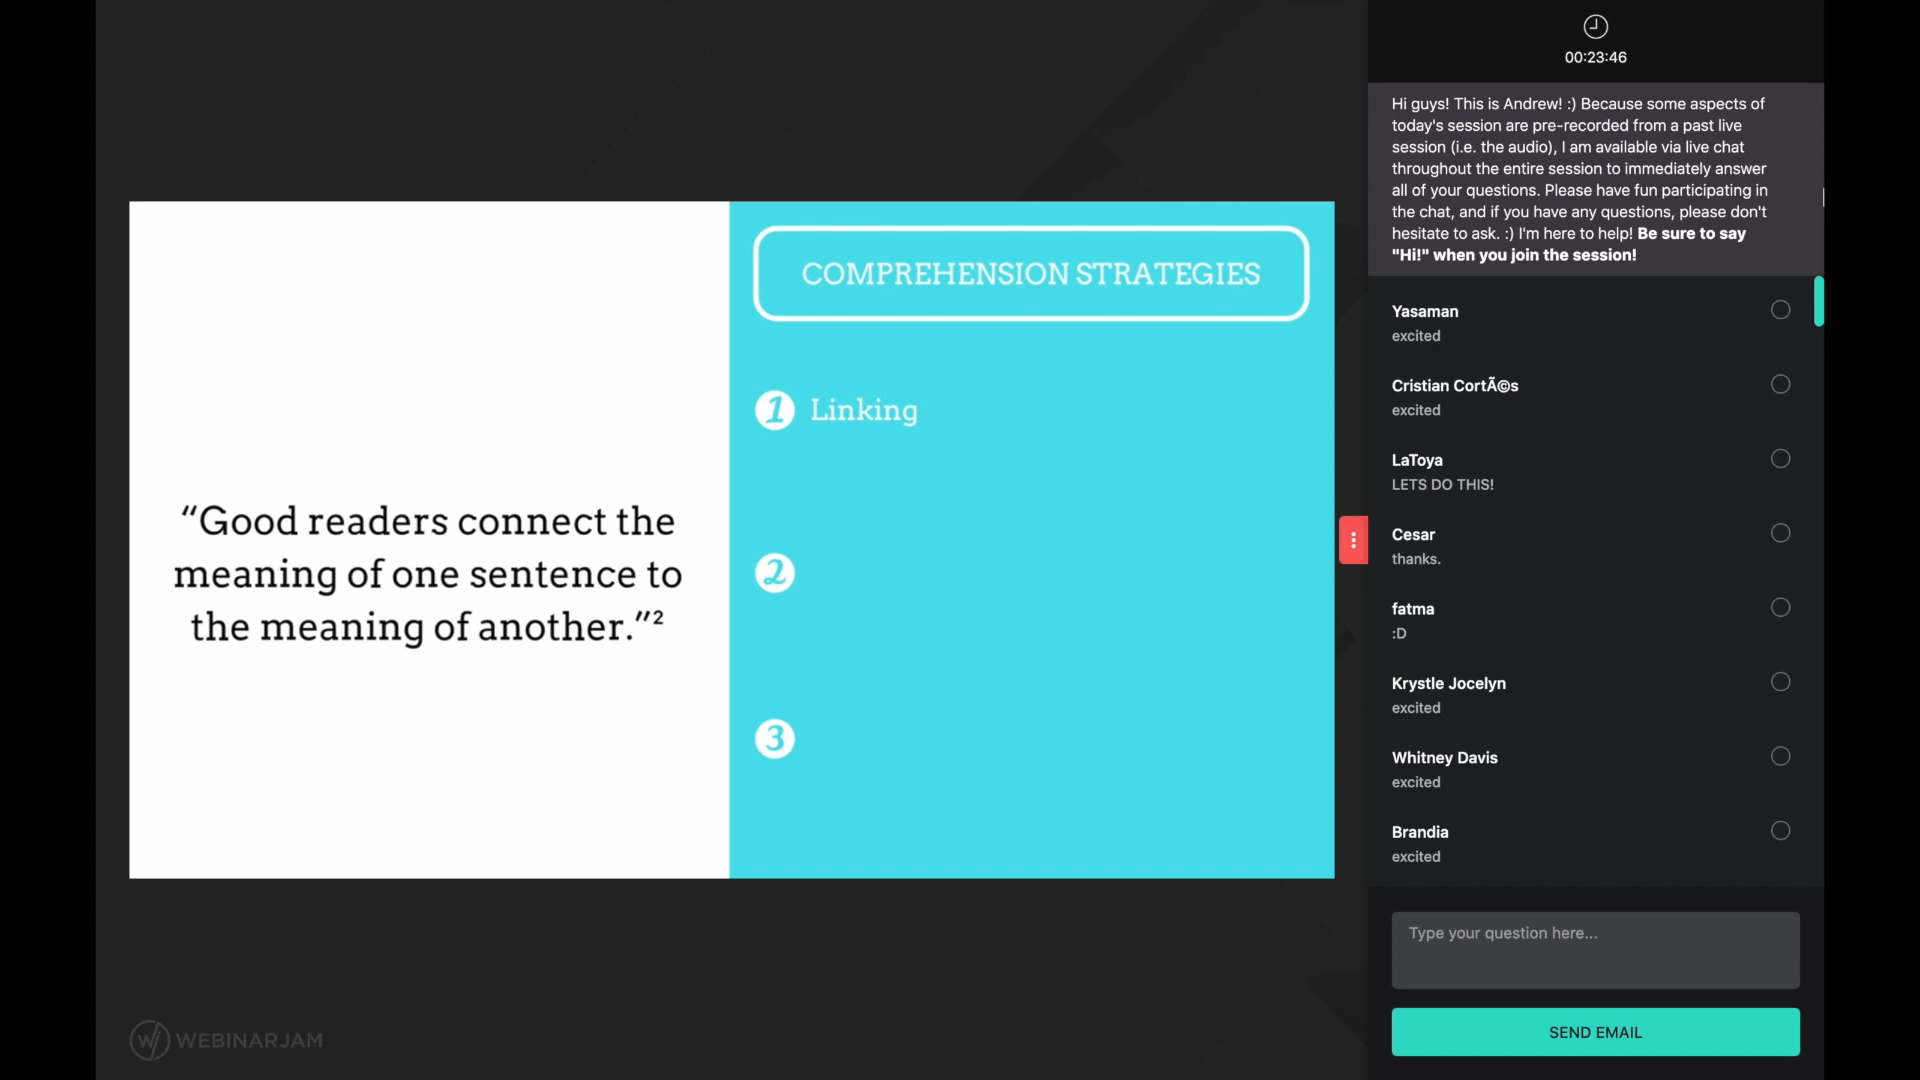 “Good readers connect the
meaning of one sentence to
the meaning of another.”²
COMPREHENSION STRATEGIES
1 Linking
2
3
WEBINARJAM
00:23:46
Hi guys! This is Andrew! :) Because some aspects of
today's session are pre-recorded from a past live
session (i.e. the audio), I am available via live chat
throughout the entire session to immediately answer
all of your questions. Please have fun participating in
the chat, and if you have any questions, please don't
hesitate to ask. :) I'm here to help! Be sure to say
"Hi!" when you join the session!
Yasaman
excited
Cristian CortÃ©s
excited
LaToya
LETS DO THIS!
Cesar
thanks.
fatma
:D
Krystle Jocelyn
excited
Whitney Davis
excited
Brandia
excited
Type your question here...
SEND EMAIL